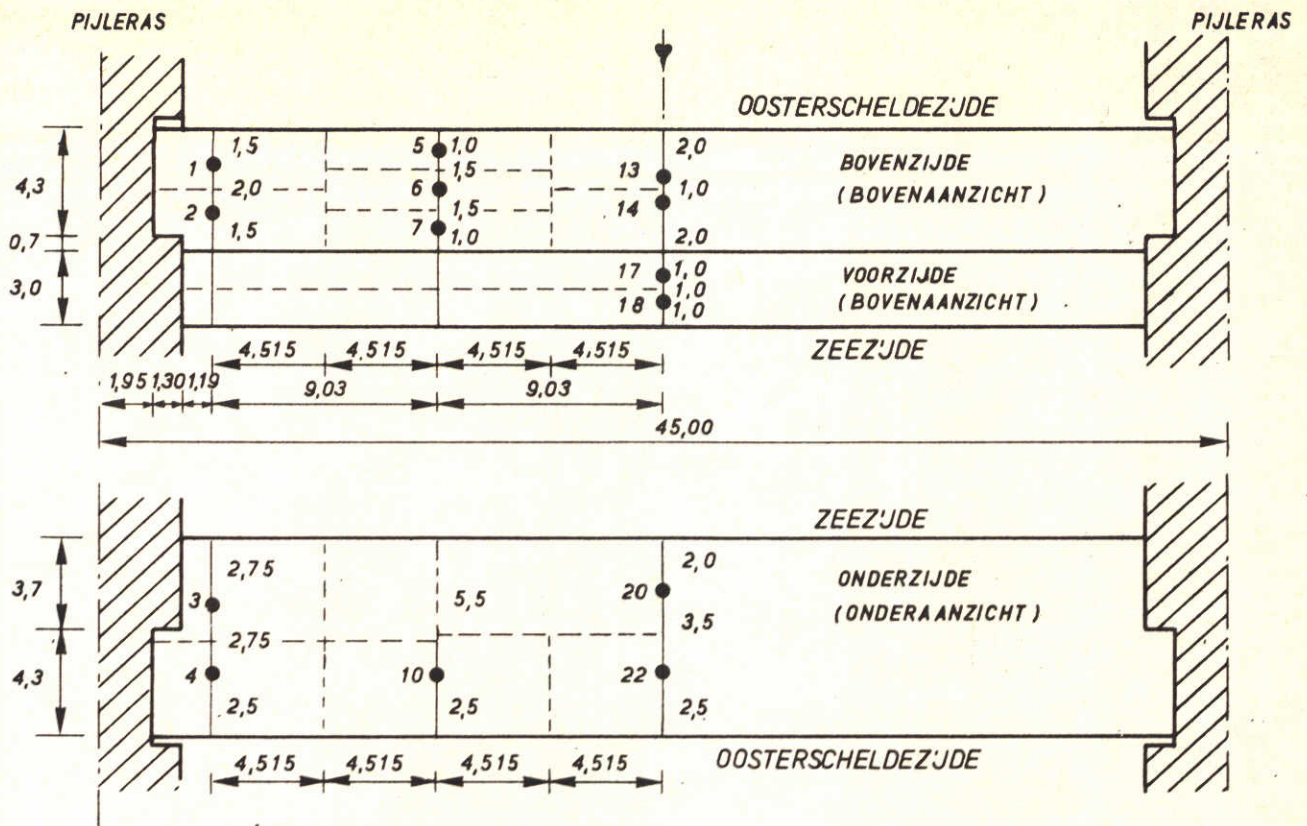 PIJLERAS PIJLERAS
OOSTERSCHELDEZIJDE
4,3
0,7
3,0
1 1,5
2,0
2 1,5
5 1,0
1,5
6
1,5
7 1,0
2,0
13
1,0
14
2,0
BOVENZIJDE
(BOVENAANZICHT)
17 1,0
1,0
18 1,0
VOORZIJDE
(BOVENAANZICHT)
ZEEZIJDE
4,515 4,515 4,515 4,515
1,95 1,30 1,19 9,03 9,03
45,00
ZEEZIJDE
3,7
4,3
2,75
3
2,75
4
2,5
5,5
10
2,5
2,0
20
3,5
22
2,5
ONDERZIJDE
(ONDERAANZICHT)
4,515 4,515 4,515 4,515
OOSTERSCHELDEZIJDE